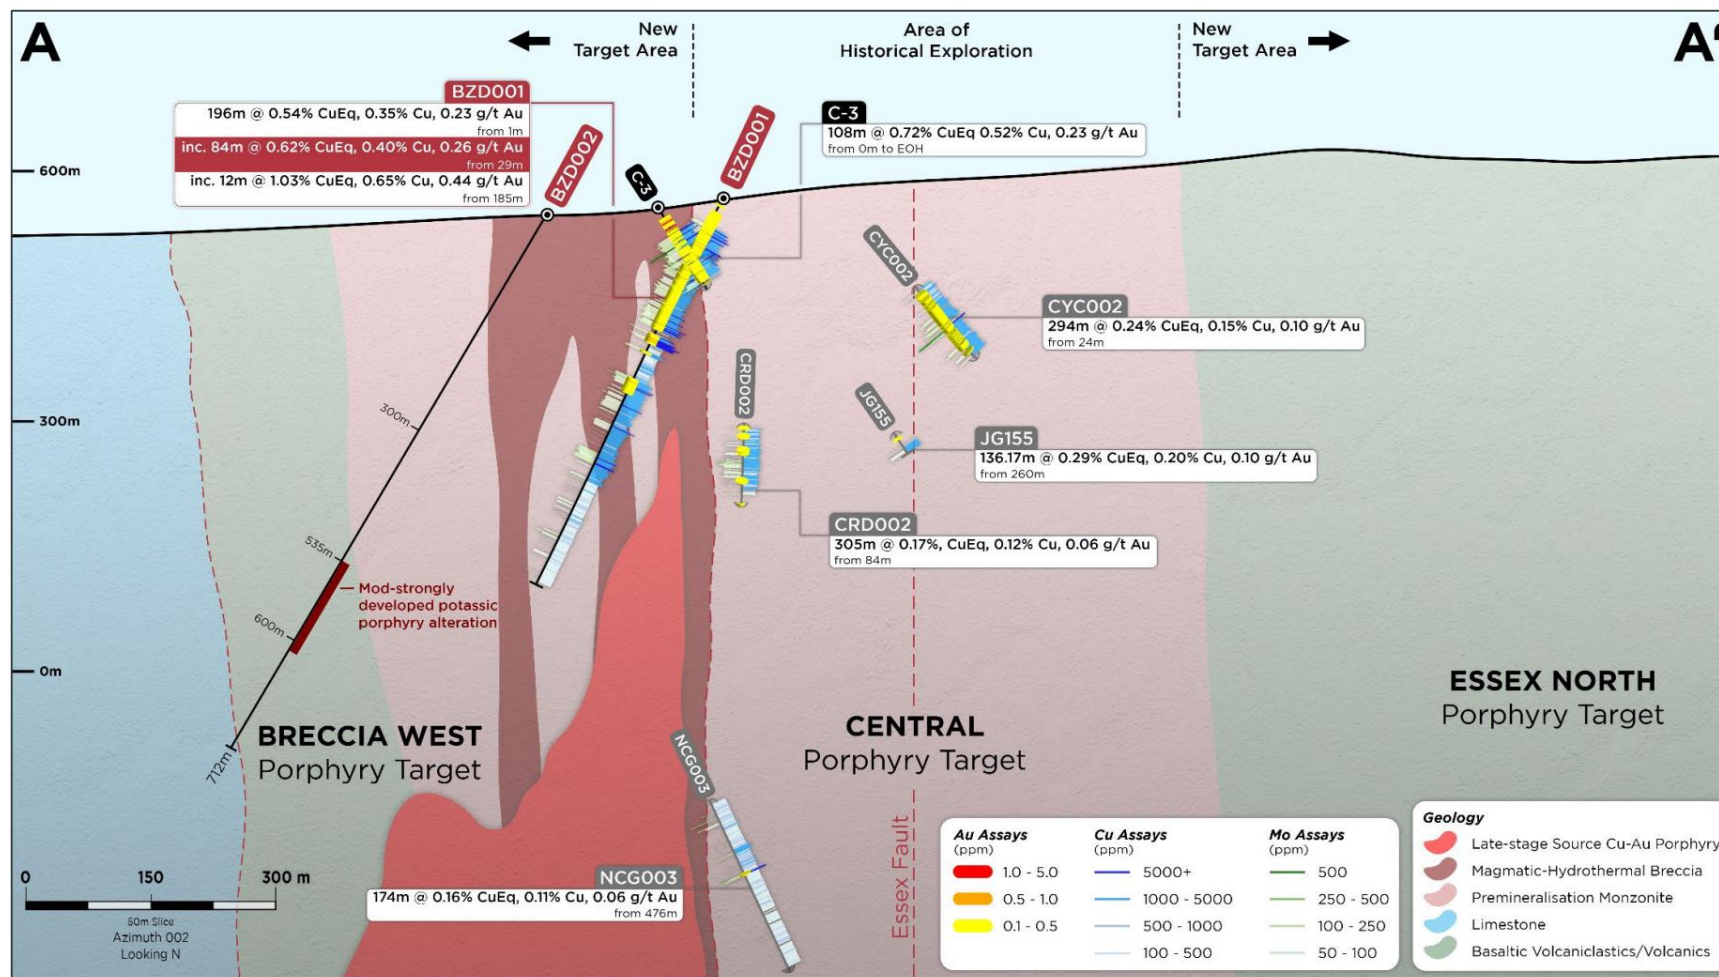 A
New
Target Area
Area of
Historical Exploration
New
Target Area
A'
BZD001
196m @ 0.54% CuEq, 0.35% Cu, 0.23 g/t Au
from 1m
inc. 84m @ 0.62% CuEq, 0.40% Cu, 0.26 g/t Au
from 29m
inc. 12m @ 1.03% CuEq, 0.65% Cu, 0.44 g/t Au
from 185m
BZD002
C-3
BZD001
C-3
108m @ 0.72% CuEq 0.52% Cu, 0.23 g/t Au
from 0m to EOH
600m
300m
0m
CYC002
CYC002
294m @ 0.24% CuEq, 0.15% Cu, 0.10 g/t Au
from 24m
CRD002
JG155
JG155
136.17m @ 0.29% CuEq, 0.20% Cu, 0.10 g/t Au
from 260m
CRD002
305m @ 0.17%, CuEq, 0.12% Cu, 0.06 g/t Au
from 84m
300m
535m
600m
712m
Mod-strongly
developed potassic
porphyry alteration
BRECCIA WEST
Porphyry Target
CENTRAL
Porphyry Target
ESSEX NORTH
Porphyry Target
NCG003
NCG003
174m @ 0.16% CuEq, 0.11% Cu, 0.06 g/t Au
from 476m
Essex Fault
0 150 300 m
50m Slice
Azimuth 002
Looking N
Au Assays
(ppm)
1.0 - 5.0
0.5 - 1.0
0.1 - 0.5
Cu Assays
(ppm)
5000+
1000 - 5000
500 - 1000
100 - 500
Mo Assays
(ppm)
500
250 - 500
100 - 250
50 - 100
Geology
Late-stage Source Cu-Au Porphyry
Magmatic-Hydrothermal Breccia
Premineralisation Monzonite
Limestone
Basaltic Volcaniclastics/Volcanics